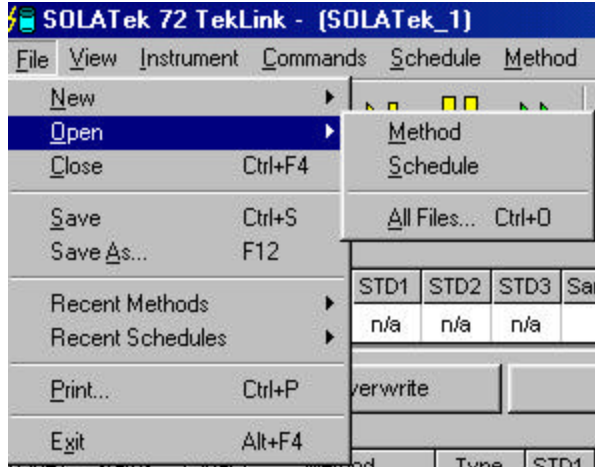 SOLATek 72 TekLink - (SOLATek_1)
File View Instrument Commands Schedule Method
New
Open
Close Ctrl+F4
Save Ctrl+S
Save As... F12
Recent Methods
Recent Schedules
Print... Ctrl+P
Exit Alt+F4
Method
Schedule
All Files... Ctrl+O
STD1 STD2 STD3
n/a n/a n/a
verwrite
Type STD1